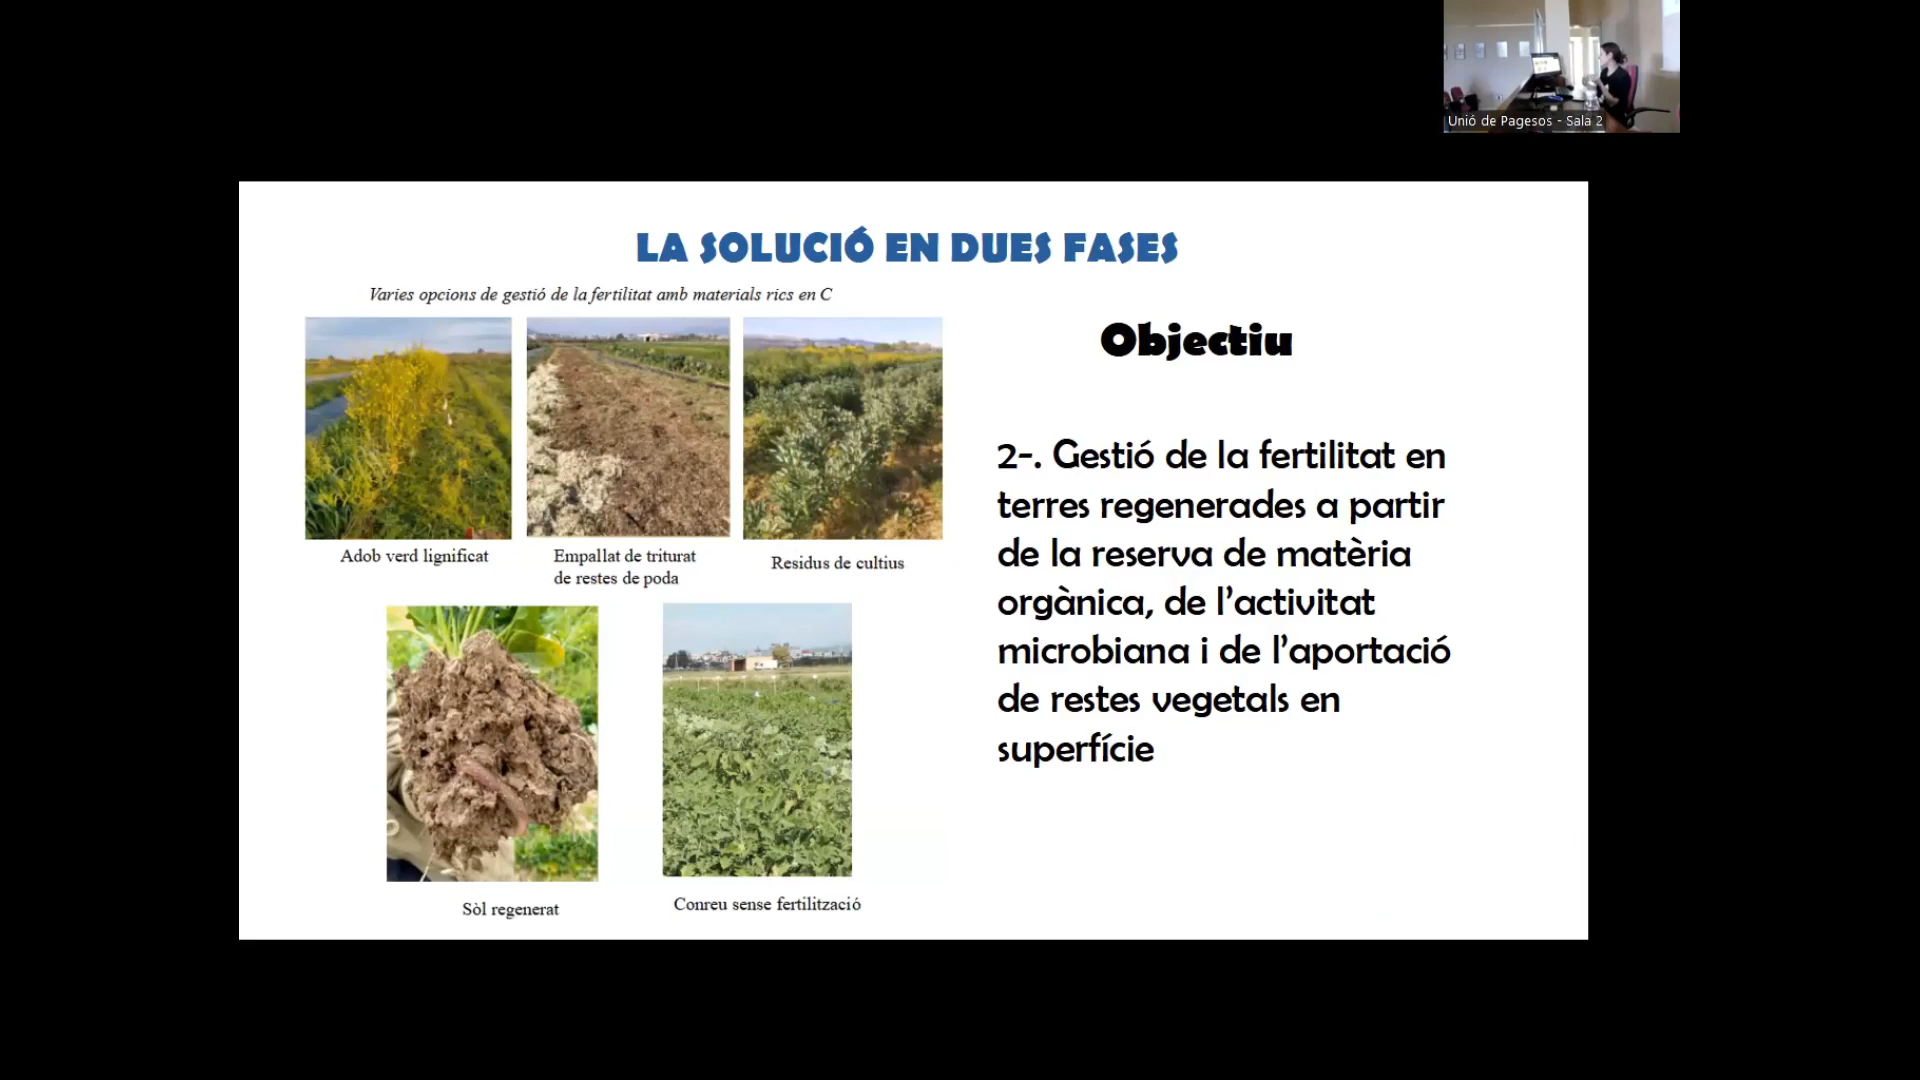 Unió de Pagesos - Sala 2
LA SOLUCIÓ EN DUES FASES
Varies opcions de gestió de la fertilitat amb materials rics en C
Adob verd lignificat
Empallat de triturat
de restes de poda
Residus de cultius
Sòl regenerat
Conreu sense fertilització
Objectiu
2-. Gestió de la fertilitat en
terres regenerades a partir
de la reserva de matèria
orgànica, de l’activitat
microbiana i de l’aportació
de restes vegetals en
superfície